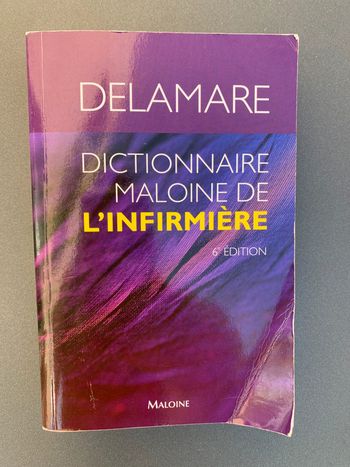 DELAMARE
DICTIONNAIRE
MALOINE DE
L'INFIRMIÈRE
6e ÉDITION
MALOINE